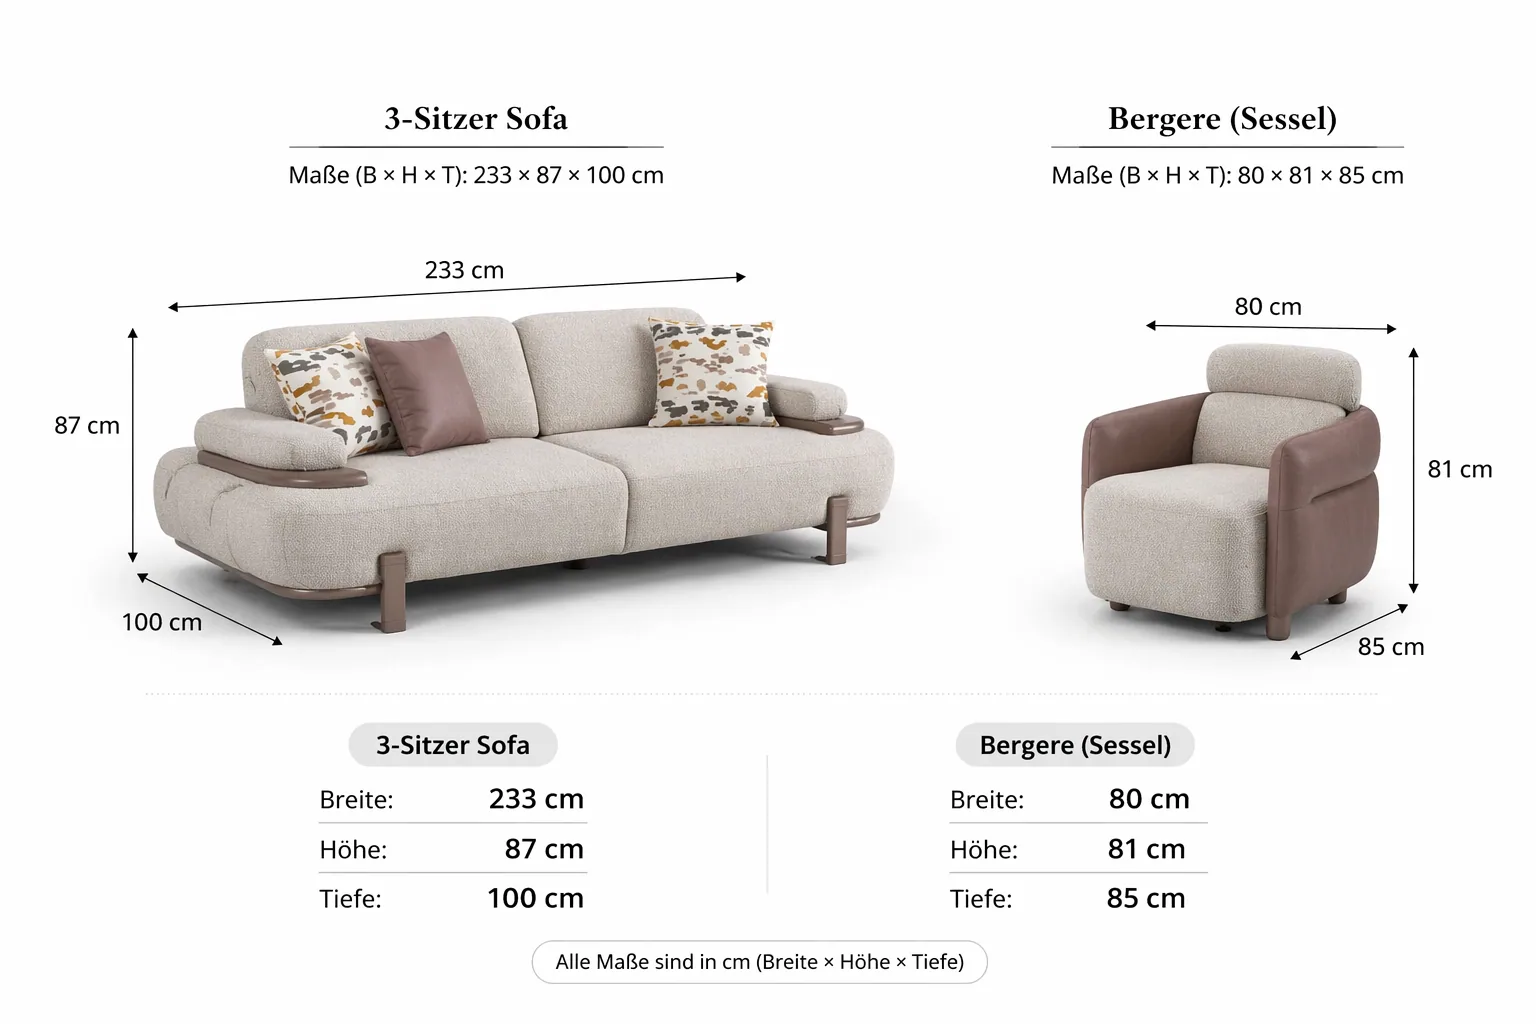 3-Sitzer Sofa
Maße (B × H × T): 233 × 87 × 100 cm
Bergere (Sessel)
Maße (B × H × T): 80 × 81 × 85 cm
233 cm
87 cm
100 cm
80 cm
81 cm
85 cm
3-Sitzer Sofa
Breite: 233 cm
Höhe: 87 cm
Tiefe: 100 cm
Bergere (Sessel)
Breite: 80 cm
Höhe: 81 cm
Tiefe: 85 cm
Alle Maße sind in cm (Breite × Höhe × Tiefe)